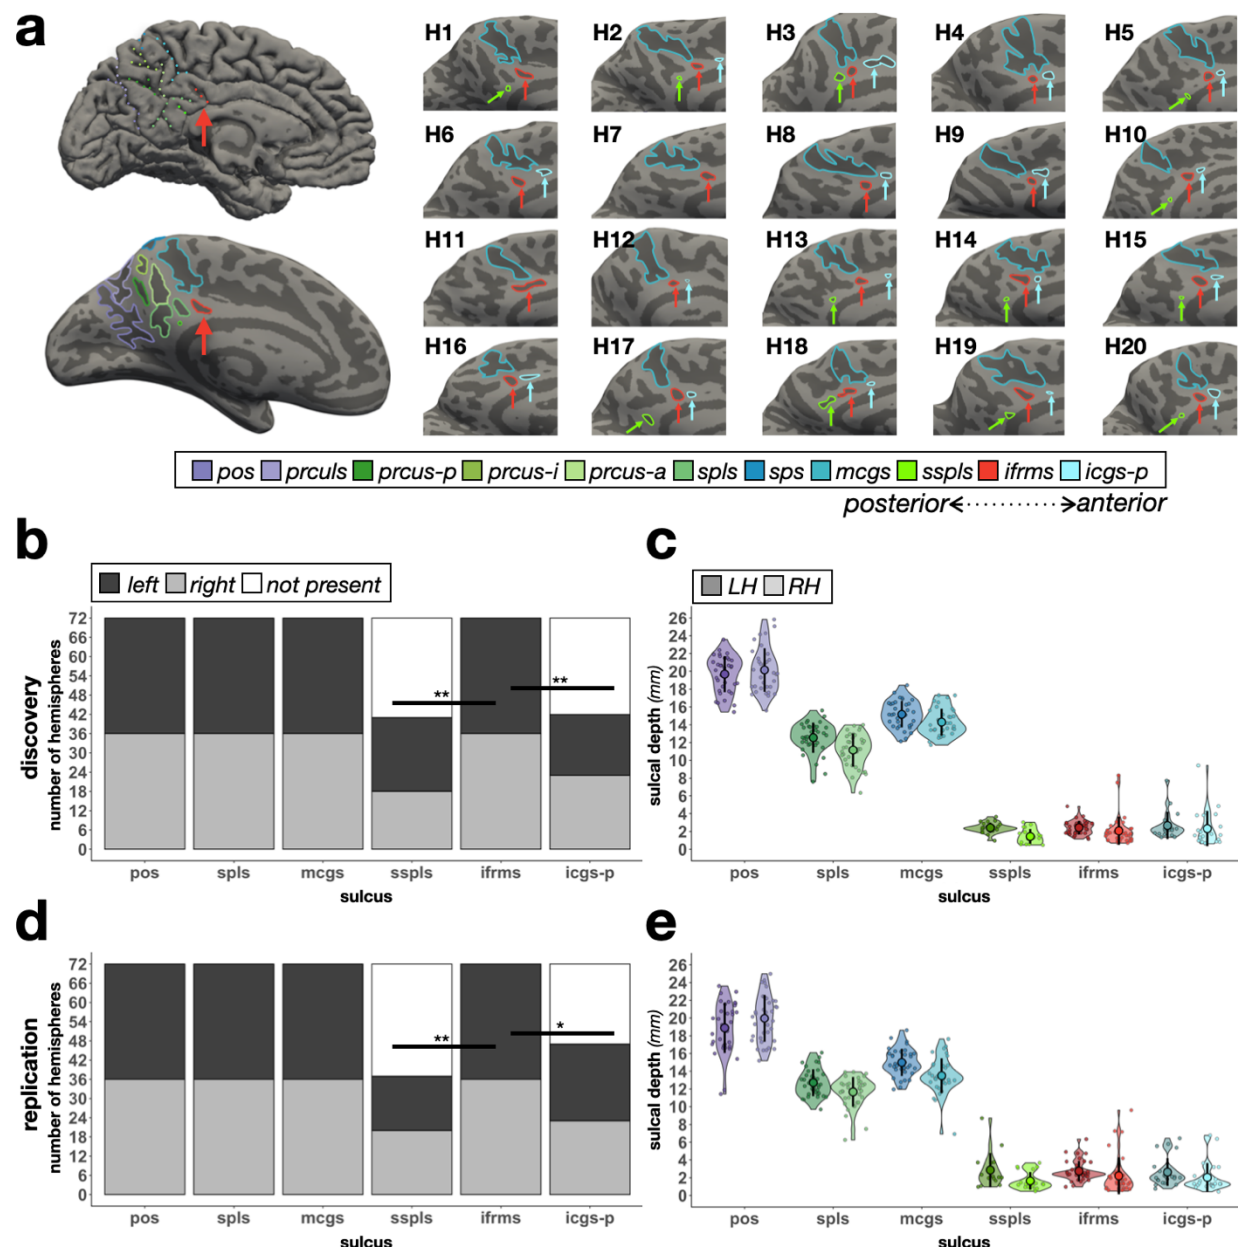 a
H1 H2 H3 H4 H5
H6 H7 H8 H9 H10
H11 H12 H13 H14 H15
H16 H17 H18 H19 H20
pos prculs prcus-p prcus-i prcus-a spls sps mcgs sspls ifrms icgs-p
posterior anterior
b
left right not present
discovery
number of hemispheres
72
66
60
54
48
42
36
30
24
18
12
6
0
**
**
pos spls mcgs sspls ifrms icgs-p
sulcus
c
LH RH
sulcal depth (mm)
26
24
22
20
18
16
14
12
10
8
6
4
2
0
pos spls mcgs sspls ifrms icgs-p
sulcus
d
replication
number of hemispheres
72
66
60
54
48
42
36
30
24
18
12
6
0
**
*
pos spls mcgs sspls ifrms icgs-p
sulcus
e
sulcal depth (mm)
26
24
22
20
18
16
14
12
10
8
6
4
2
0
pos spls mcgs sspls ifrms icgs-p
sulcus